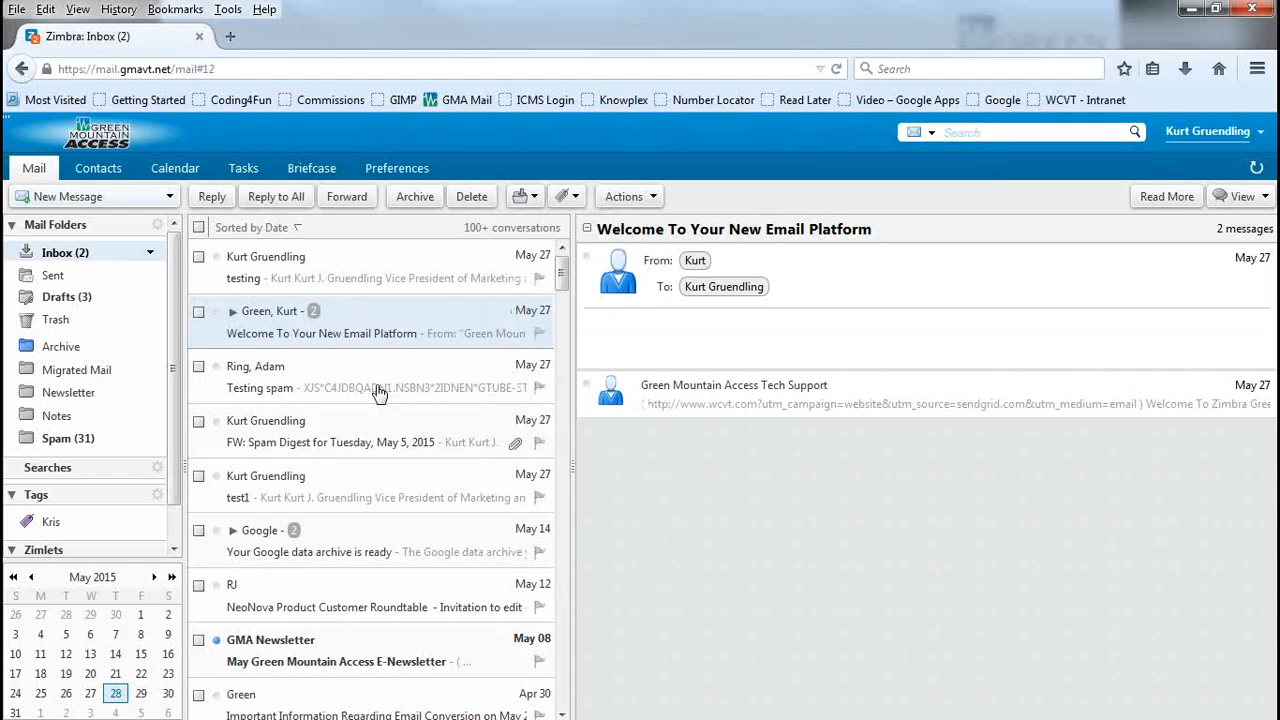 File Edit View History Bookmarks Tools Help
Zimbra: Inbox (2)
https://mail.gmavt.net/mail#12
Search
Most Visited Getting Started Coding4Fun Commissions GIMP GMA Mail ICMS Login Knowplex Number Locator Read Later Video – Google Apps Google WCVT - Intranet
GREEN MOUNTAIN ACCESS
Search
Kurt Gruendling
Mail Contacts Calendar Tasks Briefcase Preferences
New Message Reply Reply to All Forward Archive Delete Actions Read More View
Mail Folders
Inbox (2)
Sent
Drafts (3)
Trash
Archive
Migrated Mail
Newsletter
Notes
Spam (31)
Searches
Tags
Kris
Zimlets
May 2015
S M T W T F S
26 27 28 29 30 1 2
3 4 5 6 7 8 9
10 11 12 13 14 15 16
17 18 19 20 21 22 23
24 25 26 27 28 29 30
31 1 2 3 4 5 6
Sorted by Date 100+ conversations
Kurt Gruendling May 27
testing - Kurt Kurt J. Gruendling Vice President of Marketing
Green, Kurt - 2 May 27
Welcome To Your New Email Platform - From: "Green Moun
Ring, Adam May 27
Testing spam -
Kurt Gruendling May 27
FW: Spam Digest for Tuesday, May 5, 2015 - Kurt Kurt J.
Kurt Gruendling May 27
test1 - Kurt Kurt J. Gruendling Vice President of Marketing an
Google - 2 May 14
Your Google data archive is ready - The Google data archive
RJ May 12
NeoNova Product Customer Roundtable - Invitation to edit
GMA Newsletter May 08
May Green Mountain Access E-Newsletter - ( ...
Green Apr 30
Important Information Regarding Email Conversion on May 2
Welcome To Your New Email Platform 2 messages
From: Kurt May 27
To: Kurt Gruendling
Green Mountain Access Tech Support May 27
( http://www.wcvt.com?utm_campaign=website&utm_source=sendgrid.com&utm_medium=email ) Welcome To Zimbra Gree